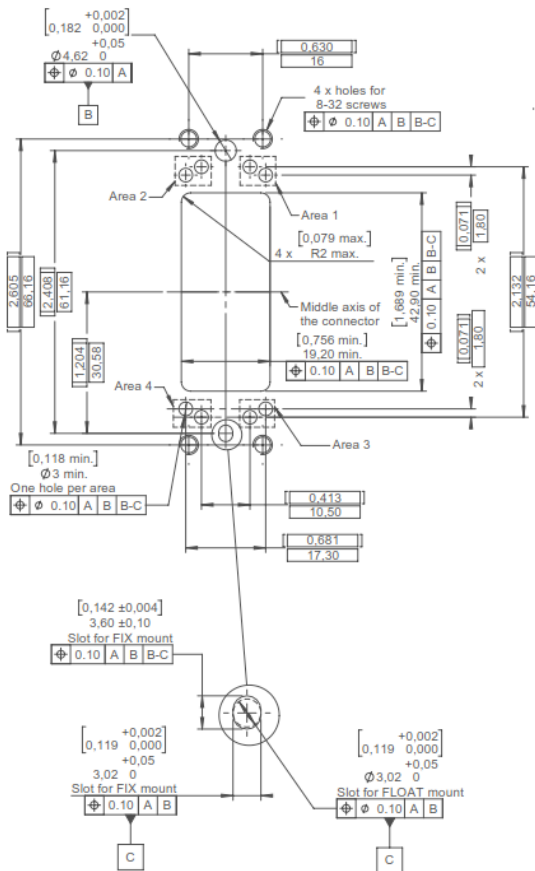 [0,182 +0,002 0,000]
Ø4,62 +0,05 0
⌖ ø 0.10 A
B
[0,630]
16
4 x holes for
8-32 screws
⌖ ø 0.10 A B B-C
Area 2
Area 1
[0,079 max.]
4 x R2 max.
[2,605]
66,16
[2,408]
61,16
[1,204]
30,58
Middle axis of
the connector
[0,756 min.]
19,20 min.
⌖ 0.10 A B B-C
[1,689 min.]
42,90 min.
⌖ 0.10 A B B-C
[0,071]
1,80
2 x
[2,132]
54,16
[0,071]
1,80
2 x
Area 4
Area 3
[0,118 min.]
Ø3 min.
One hole per area
⌖ ø 0.10 A B B-C
[0,413]
10,50
[0,681]
17,30
[0,142 ±0,004]
3,60 ±0,10
Slot for FIX mount
⌖ 0.10 A B B-C
[0,119 +0,002 0,000]
3,02 +0,05 0
Slot for FIX mount
⌖ 0.10 A B
C
[0,119 +0,002 0,000]
Ø3,02 +0,05 0
Slot for FLOAT mount
⌖ ø 0.10 A B
C